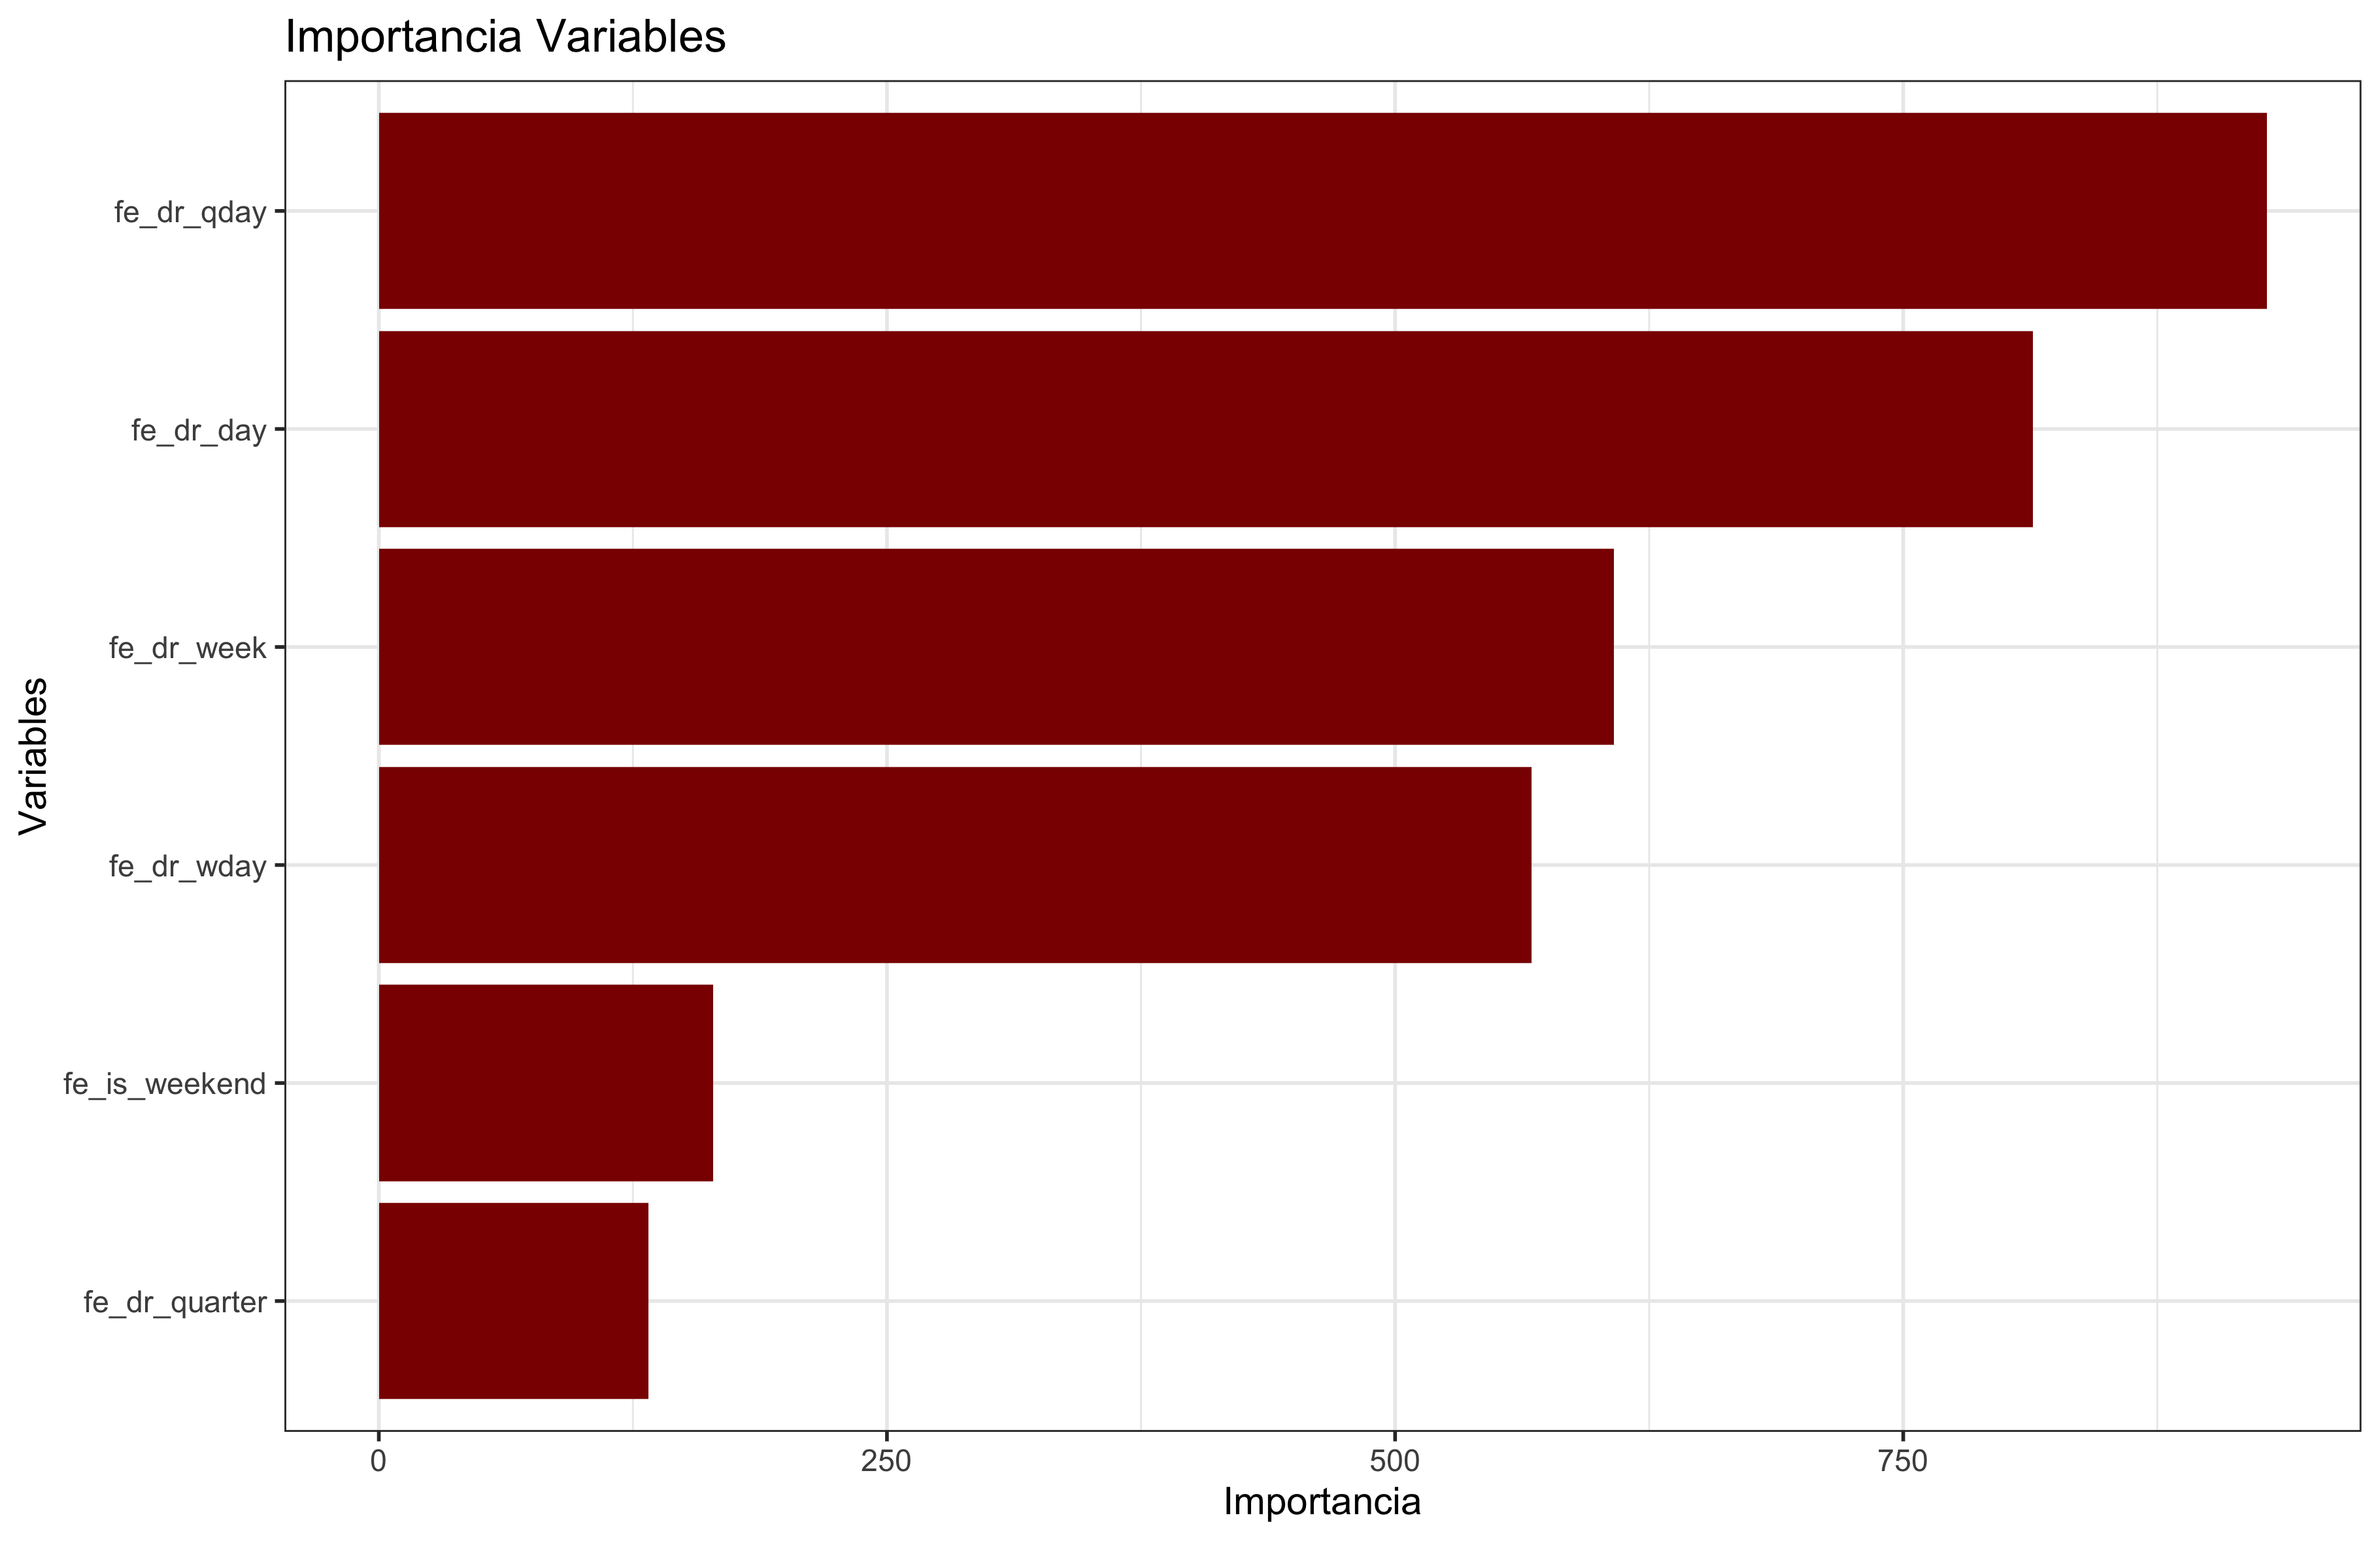 Importancia Variables
Variables
fe_dr_qday
fe_dr_day
fe_dr_week
fe_dr_wday
fe_is_weekend
fe_dr_quarter
0 250 500 750
Importancia